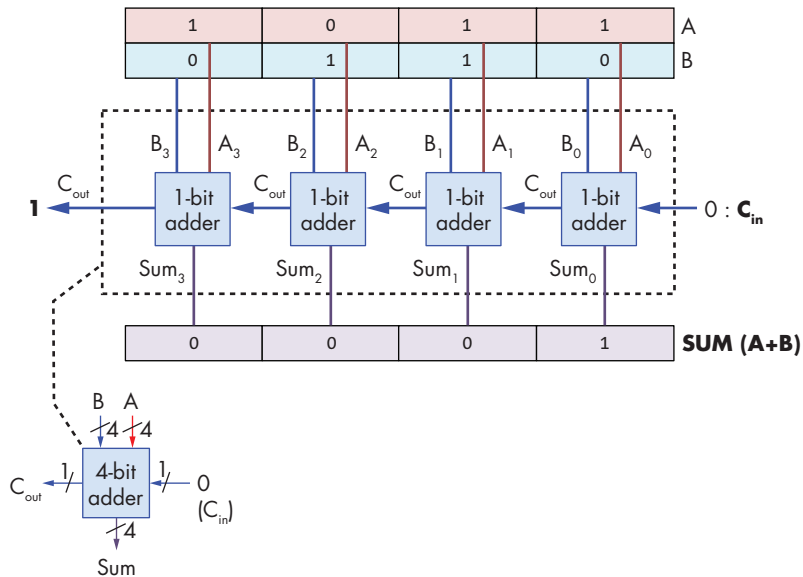 1 0 1 1 A
0 1 1 0 B
B3 A3 B2 A2 B1 A1 B0 A0
Cout Cout Cout Cout
1 1-bit adder 1-bit adder 1-bit adder 1-bit adder 0 : Cin
Sum3 Sum2 Sum1 Sum0
0 0 0 1 SUM (A+B)
B A
4 4
Cout 1 4-bit adder 1 0
(Cin)
4
Sum